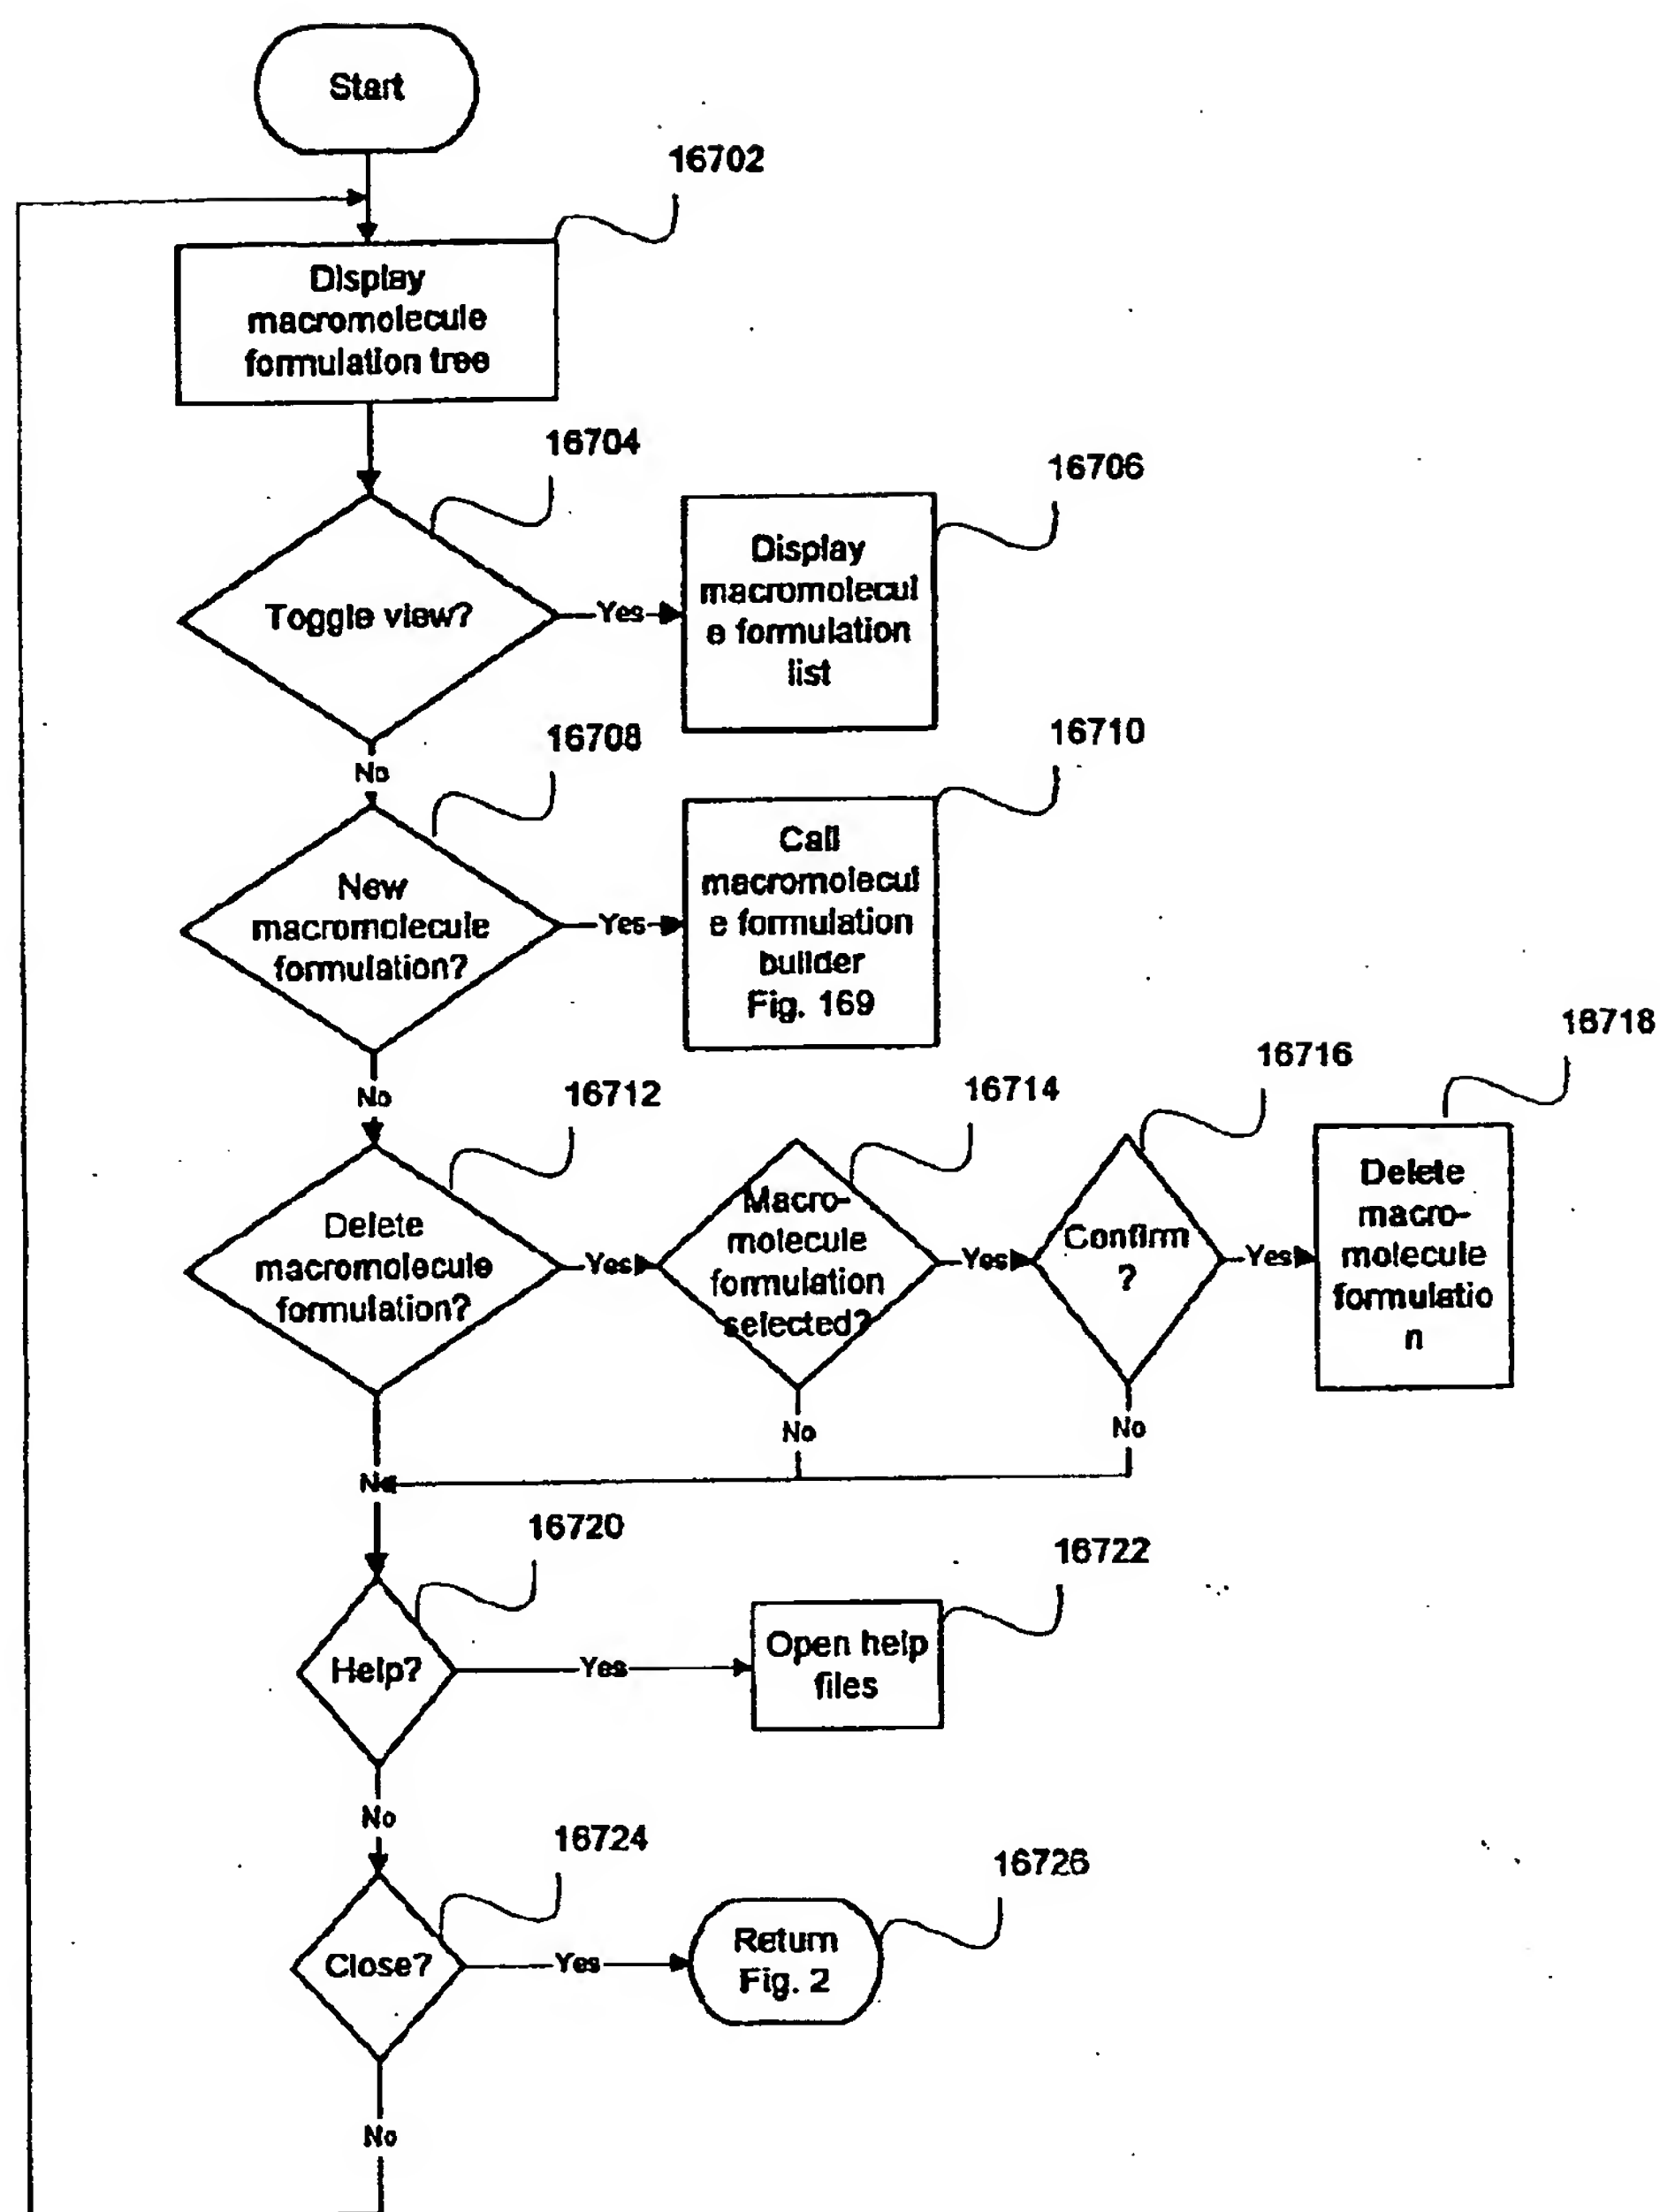 Start
16702
Display
macromolecule
formulation tree
16704
16706
Toggle view?
Yes
Display
macromolecul
e formulation
list
No
16708
16710
New
macromolecule
formulation?
Yes
Call
macromolecul
e formulation
builder
Fig. 169
No
16712
16714
16716
16718
Delete
macromolecule
formulation?
Yes
Macro-
molecule
formulation
selected?
Yes
Confirm
?
Yes
Delete
macro-
molecule
formulatio
n
No
No
No
16720
16722
Help?
Yes
Open help
files
No
16724
16726
Close?
Yes
Return
Fig. 2
No